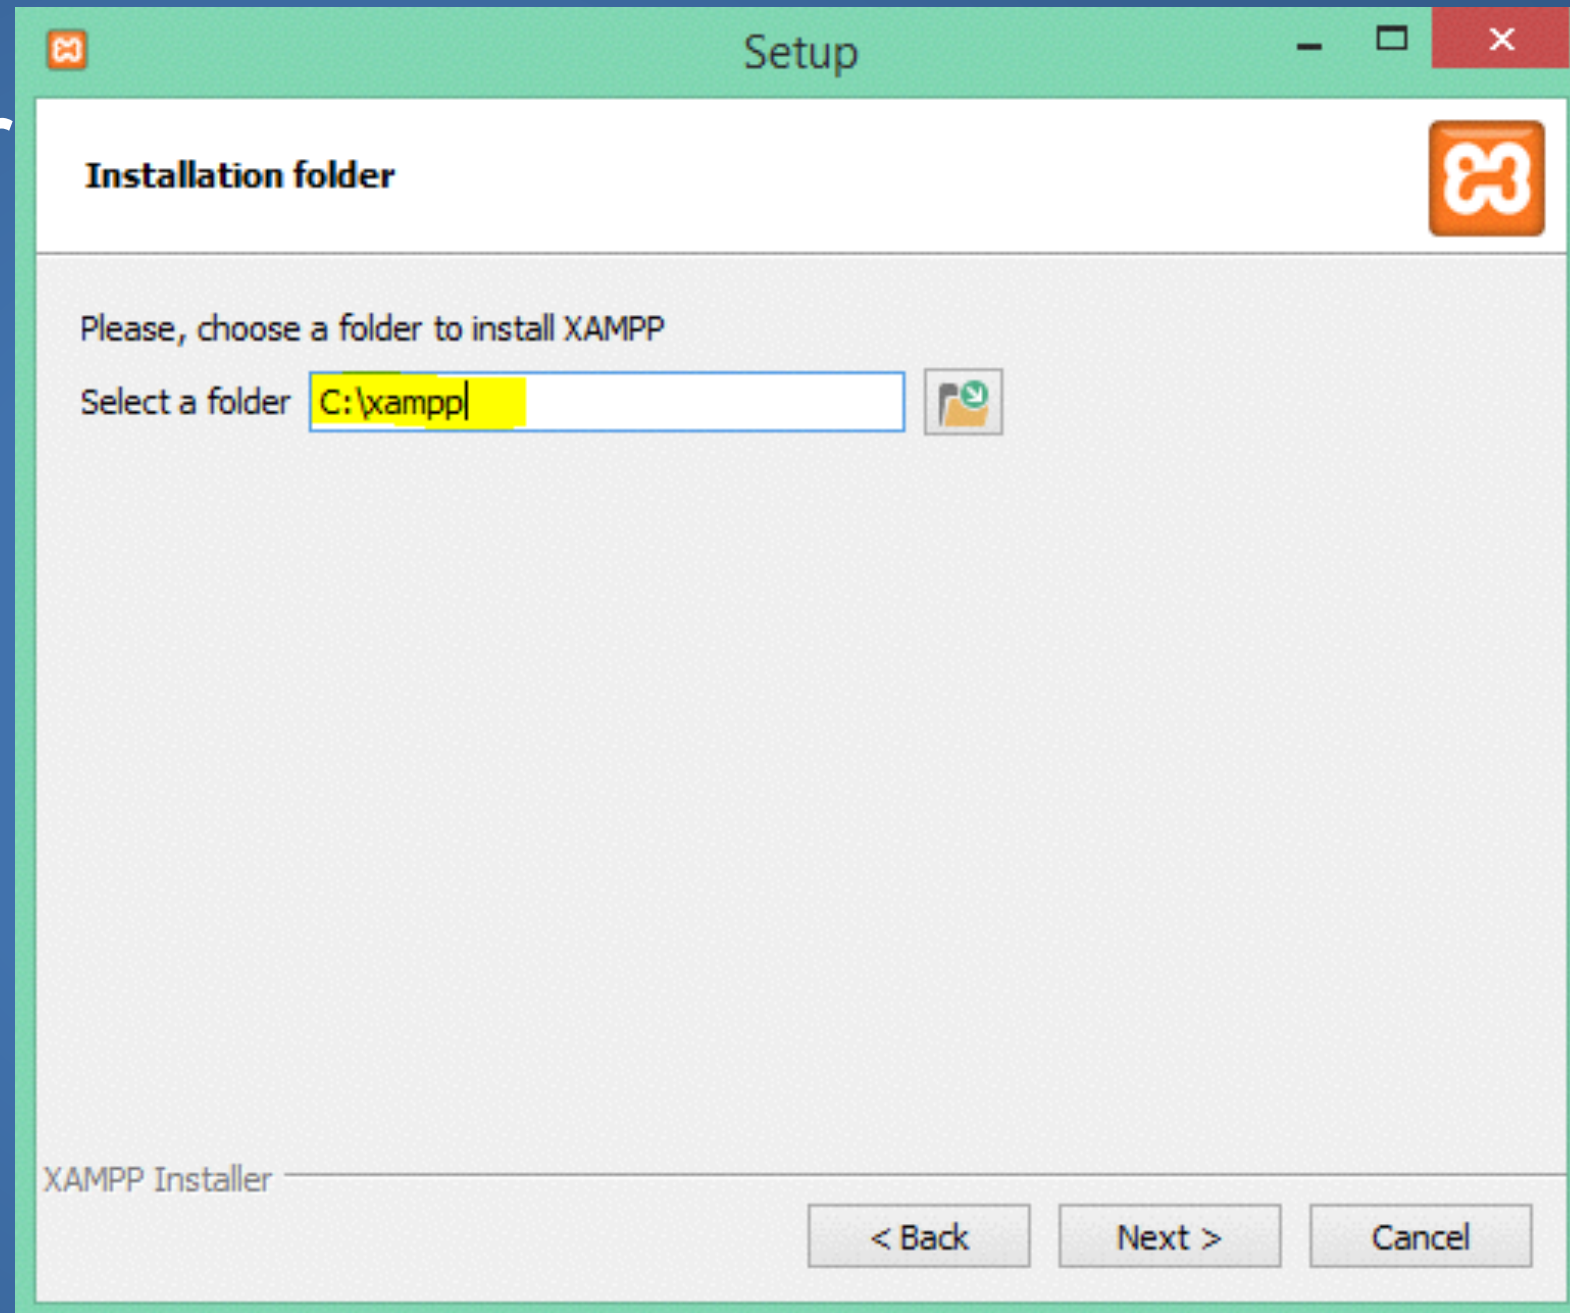 Setup
Installation folder
Please, choose a folder to install XAMPP
Select a folder C:\xampp
XAMPP Installer
< Back Next > Cancel